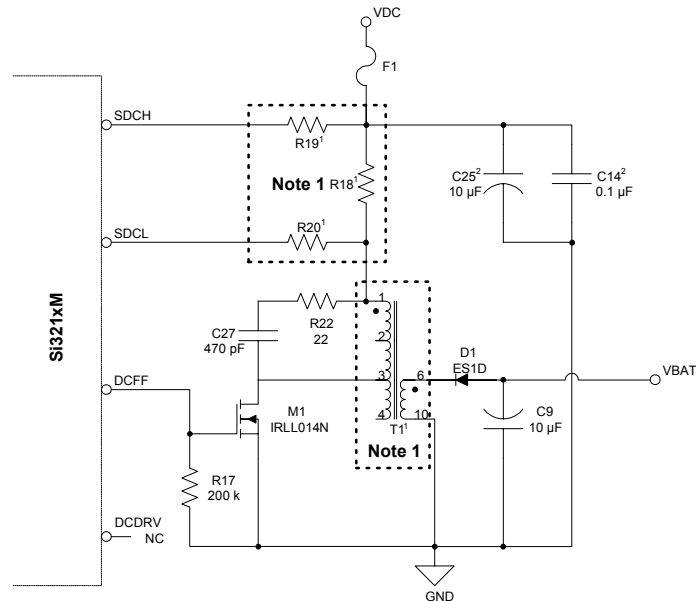 VDC
F1
SDCH
R19¹
Note 1
R18¹
C25²
10 µF
C14²
0.1 µF
SDCL
R20¹
Si321xM
1
R22
22
C27
470 pF
2
D1
ES1D
VBAT
DCFF
3
6
M1
IRLL014N
4
10
T1¹
C9
10 µF
Note 1
R17
200 k
DCDRV
NC
GND